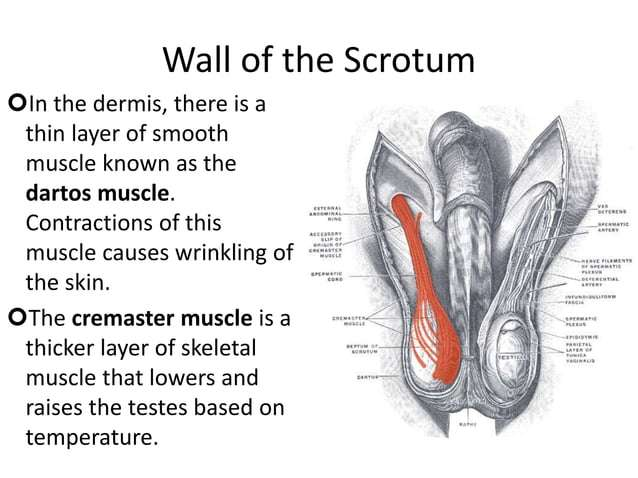 Wall of the Scrotum
In the dermis, there is a
thin layer of smooth
muscle known as the
dartos muscle.
Contractions of this
muscle causes wrinkling of
the skin.
The cremaster muscle is a
thicker layer of skeletal
muscle that lowers and
raises the testes based on
temperature.
EXTERNAL
ABDOMINAL
RING
ACCESSORY
SLIP OF
ORIGIN OF
CREMASTER
MUSCLE
SPERMATIC
CORD
CREMASTER
MUSCLE
SEPTUM OF
SCROTUM
DARTOS
RAPHE
VAS
DEFERENS
SPERMATIC
ARTERY
NERVE FILAMENTS
OF SPERMATIC
PLEXUS
DEFERENTIAL
ARTERY
INFUNDIBULIFORM
FASCIA
SPERMATIC
PLEXUS
EPIDIDYMIS
PARIETAL
LAYER OF
TUNICA
VAGINALIS
TESTIS